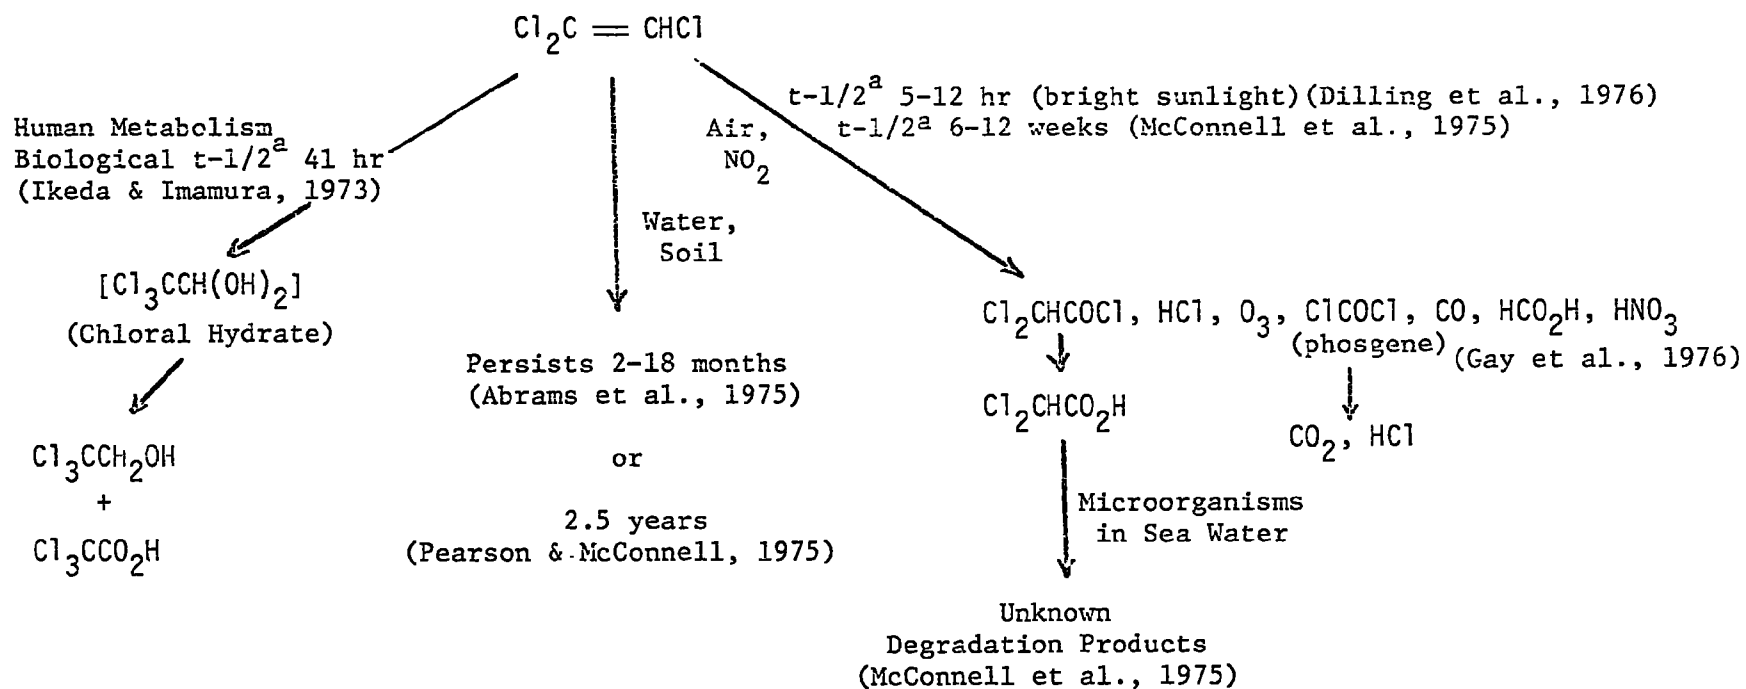 Cl₂C = CHCl
t-1/2ᵃ 5-12 hr (bright sunlight)(Dilling et al., 1976)
t-1/2ᵃ 6-12 weeks (McConnell et al., 1975)
Air,
NO₂
Human Metabolism
Biological t-1/2ᵃ 41 hr
(Ikeda & Imamura, 1973)
Water,
Soil
[Cl₃CCH(OH)₂]
(Chloral Hydrate)
Cl₃CCH₂OH
+
Cl₃CCO₂H
Persists 2-18 months
(Abrams et al., 1975)
or
2.5 years
(Pearson & McConnell, 1975)
Cl₂CHCOCl, HCl, O₃, ClCOCl, CO, HCO₂H, HNO₃
(phosgene)
(Gay et al., 1976)
Cl₂CHCO₂H
CO₂, HCl
Microorganisms
in Sea Water
Unknown
Degradation Products
(McConnell et al., 1975)